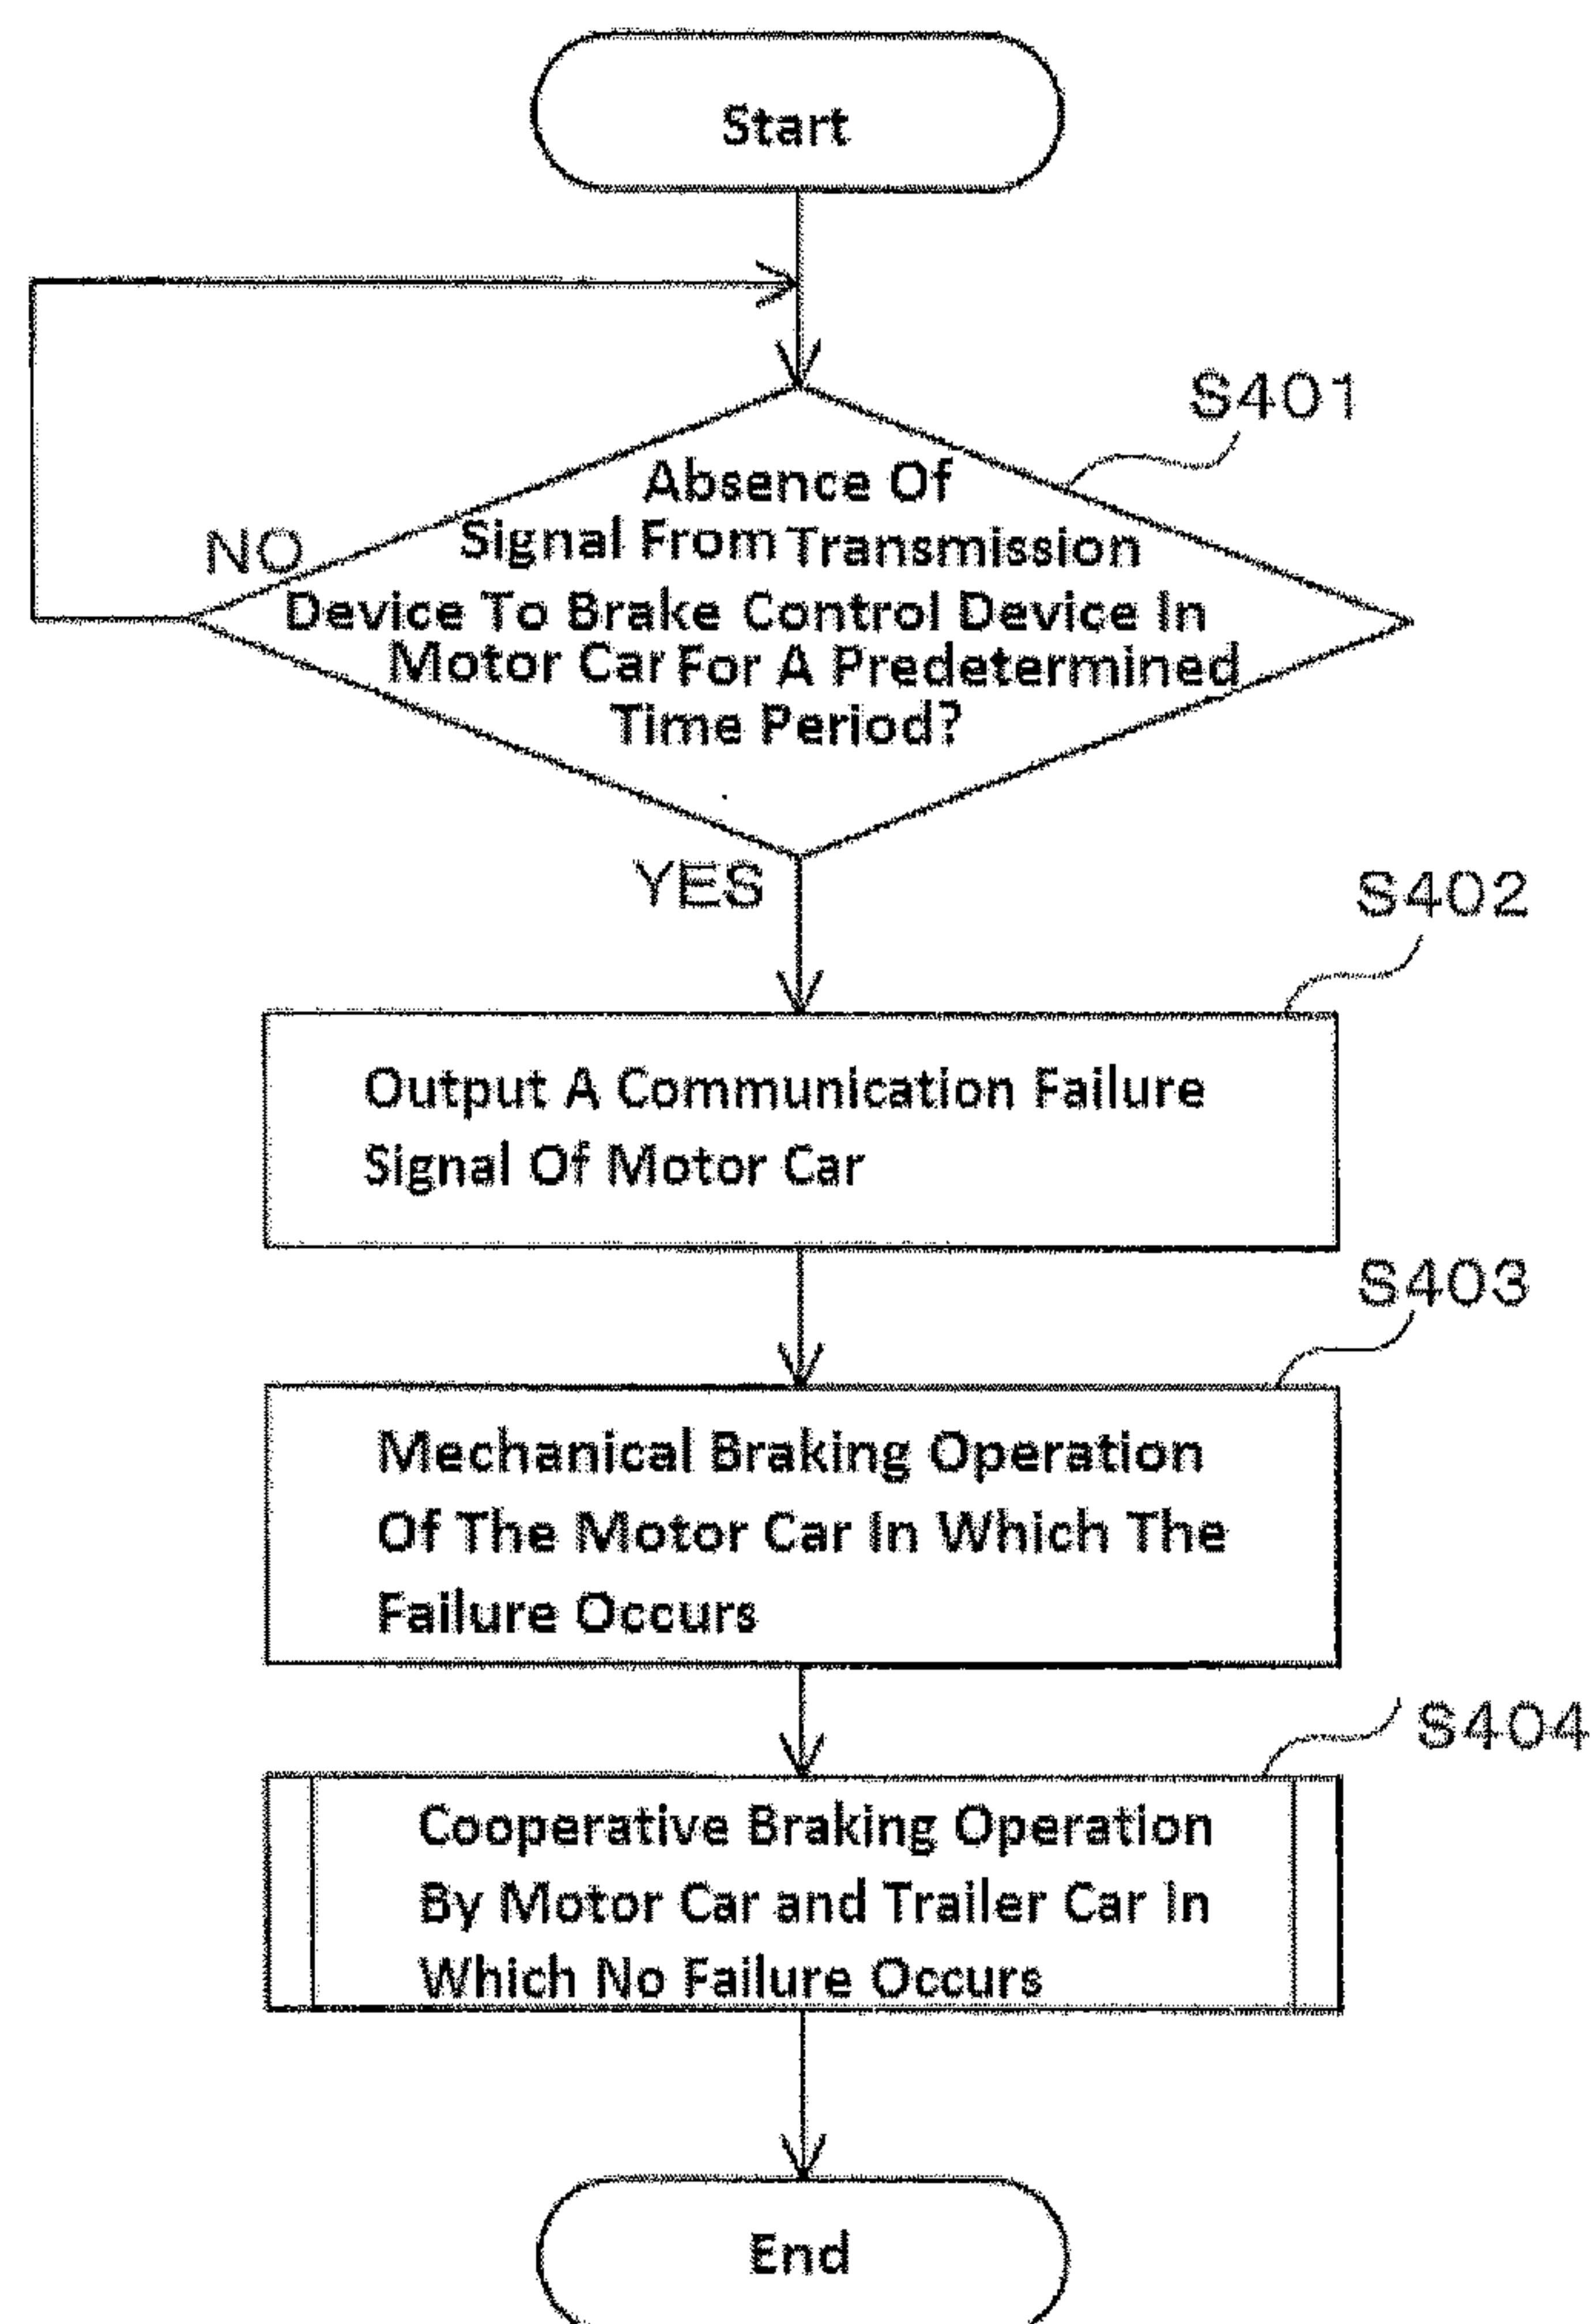 Start
S401
Absence Of
Signal From Transmission
NO
Device To Brake Control Device In
Motor Car For A Predetermined
Time Period?
YES
S402
Output A Communication Failure
Signal Of Motor Car
S403
Mechanical Braking Operation
Of The Motor Car In Which The
Failure Occurs
S404
Cooperative Braking Operation
By Motor Car and Trailer Car In
Which No Failure Occurs
End